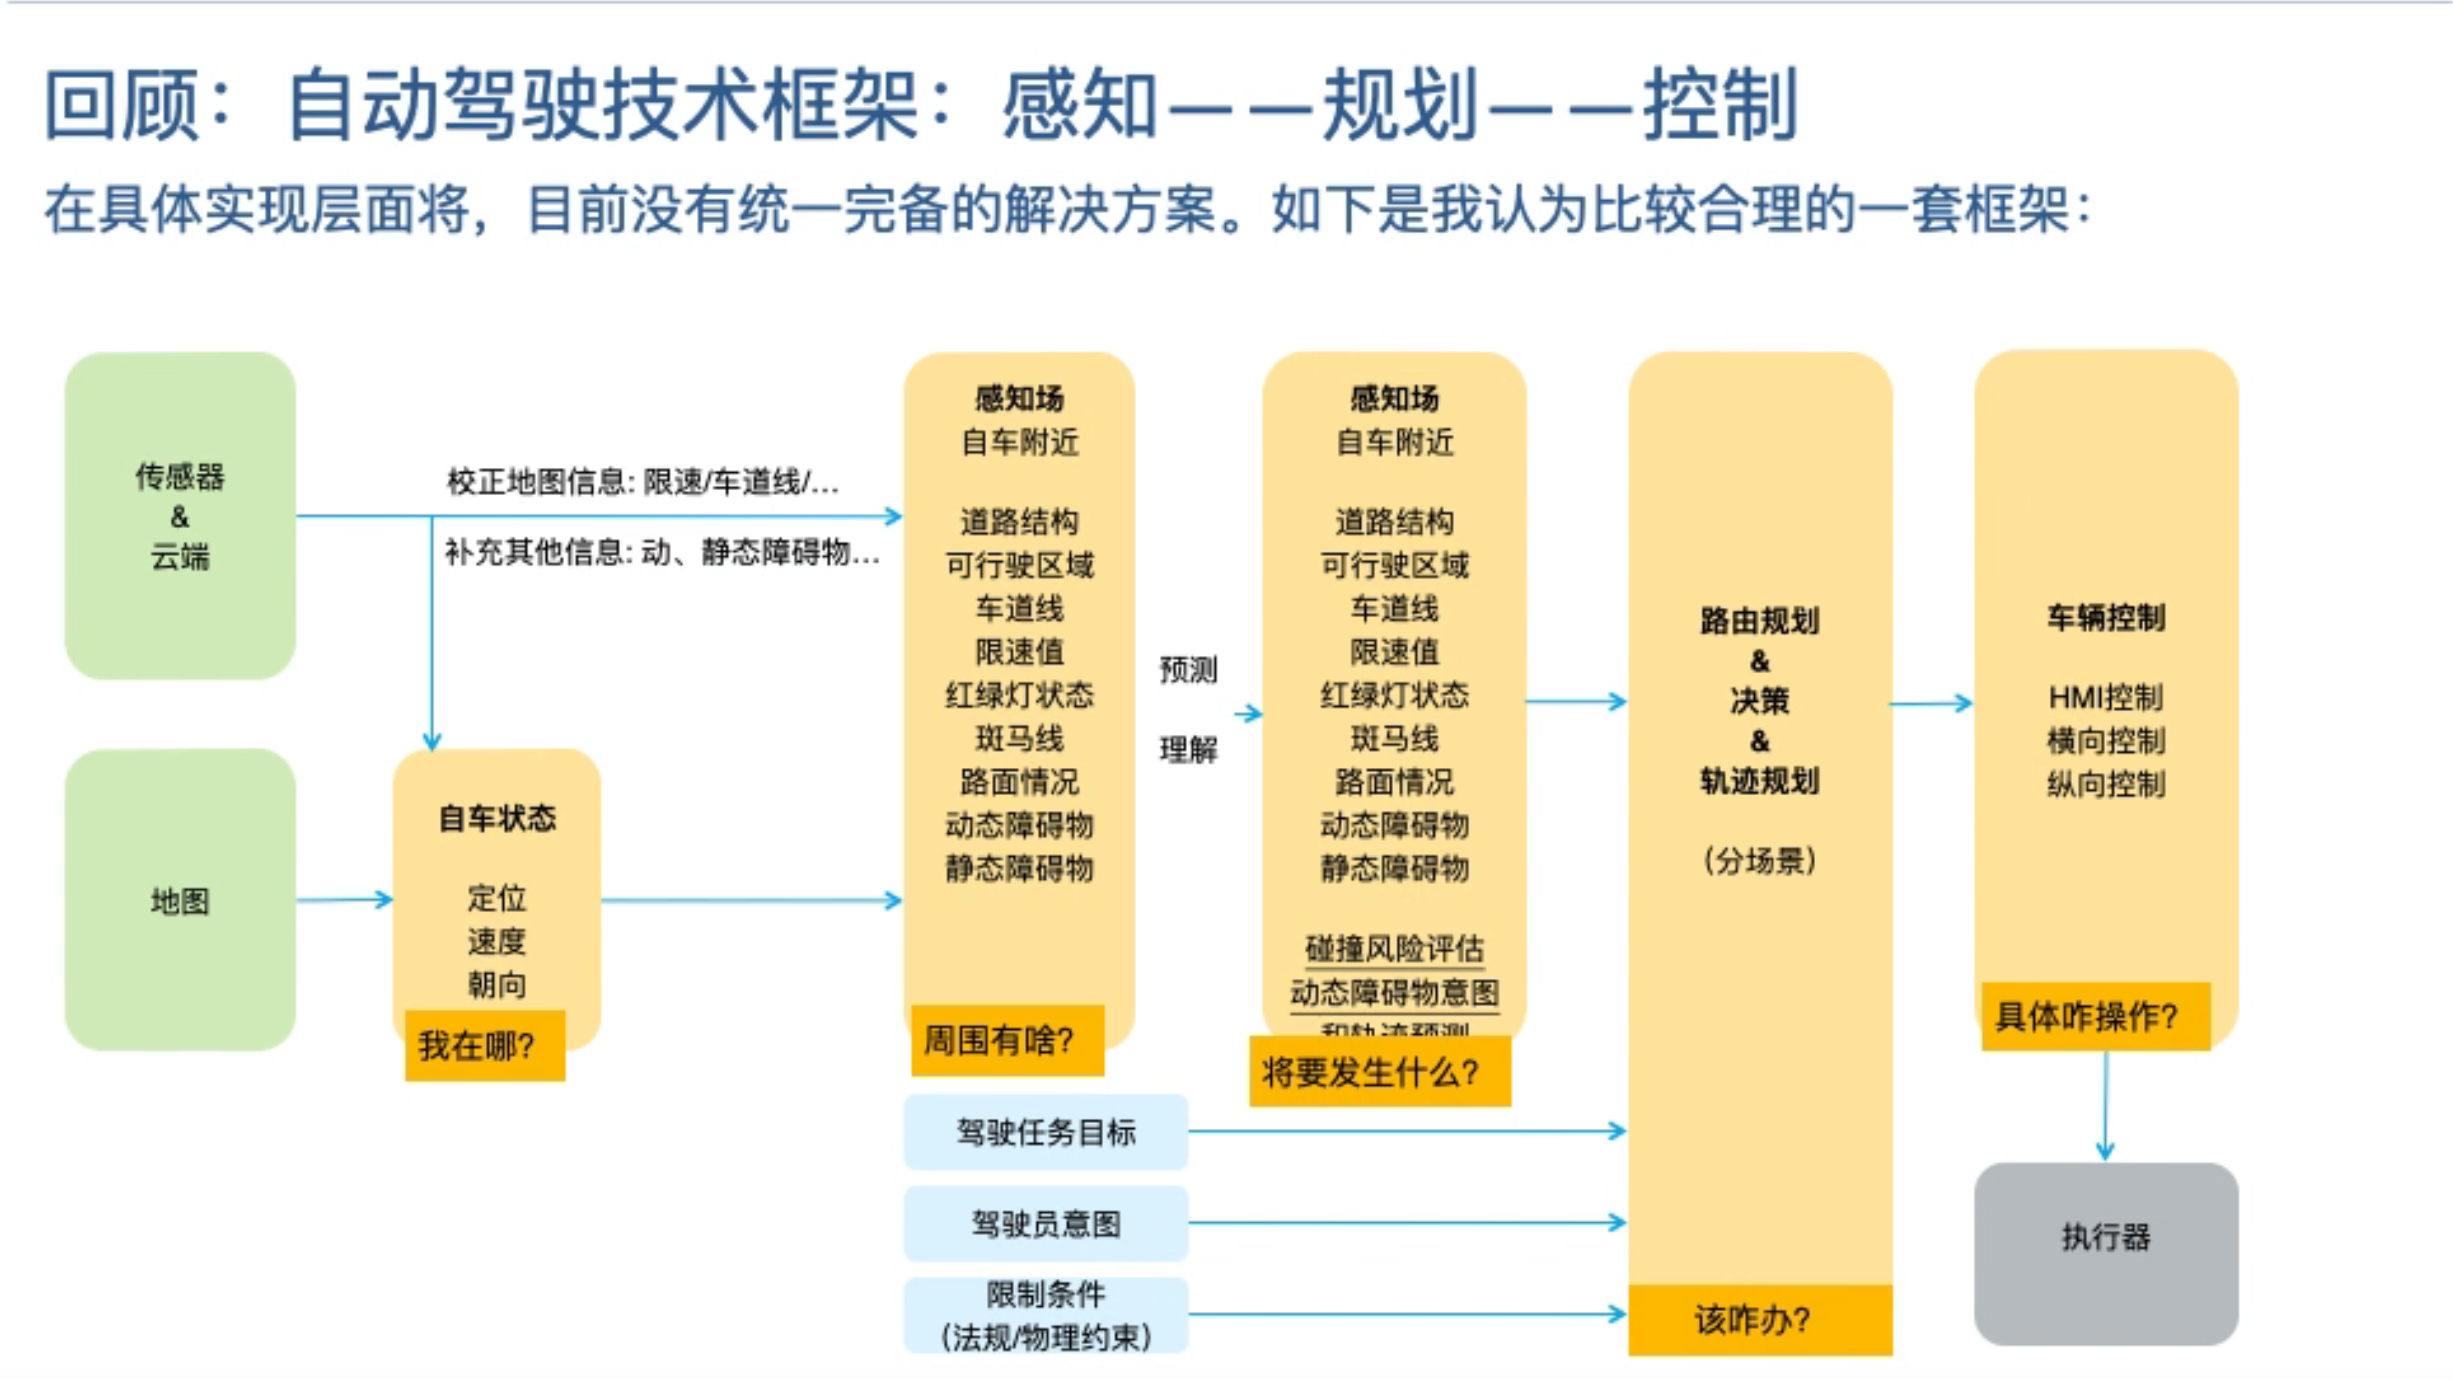 回顾：自动驾驶技术框架：感知——规划——控制
在具体实现层面将，目前没有统一完备的解决方案。如下是我认为比较合理的一套框架：
传感器
&
云端
校正地图信息: 限速/车道线/...
补充其他信息: 动、静态障碍物...
地图
自车状态
定位
速度
朝向
我在哪？
感知场
自车附近
道路结构
可行驶区域
车道线
限速值
红绿灯状态
斑马线
路面情况
动态障碍物
静态障碍物
周围有啥？
预测
理解
感知场
自车附近
道路结构
可行驶区域
车道线
限速值
红绿灯状态
斑马线
路面情况
动态障碍物
静态障碍物
碰撞风险评估
动态障碍物意图
和轨迹预测
将要发生什么？
驾驶任务目标
驾驶员意图
限制条件
（法规/物理约束）
路由规划
&
决策
&
轨迹规划
（分场景）
该咋办？
车辆控制
HMI控制
横向控制
纵向控制
具体咋操作？
执行器